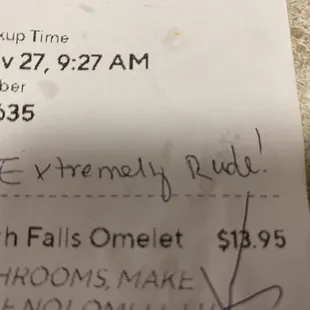 kup Time
v 27, 9:27 AM
ber
635
Extremely Rude!
h Falls Omelet $13.95
HROOMS, MAKE